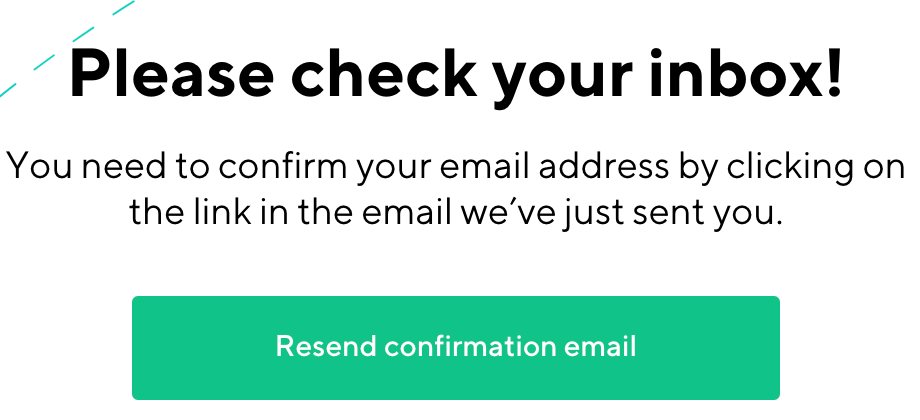 Please check your inbox!
You need to confirm your email address by clicking on
the link in the email we’ve just sent you.
Resend confirmation email